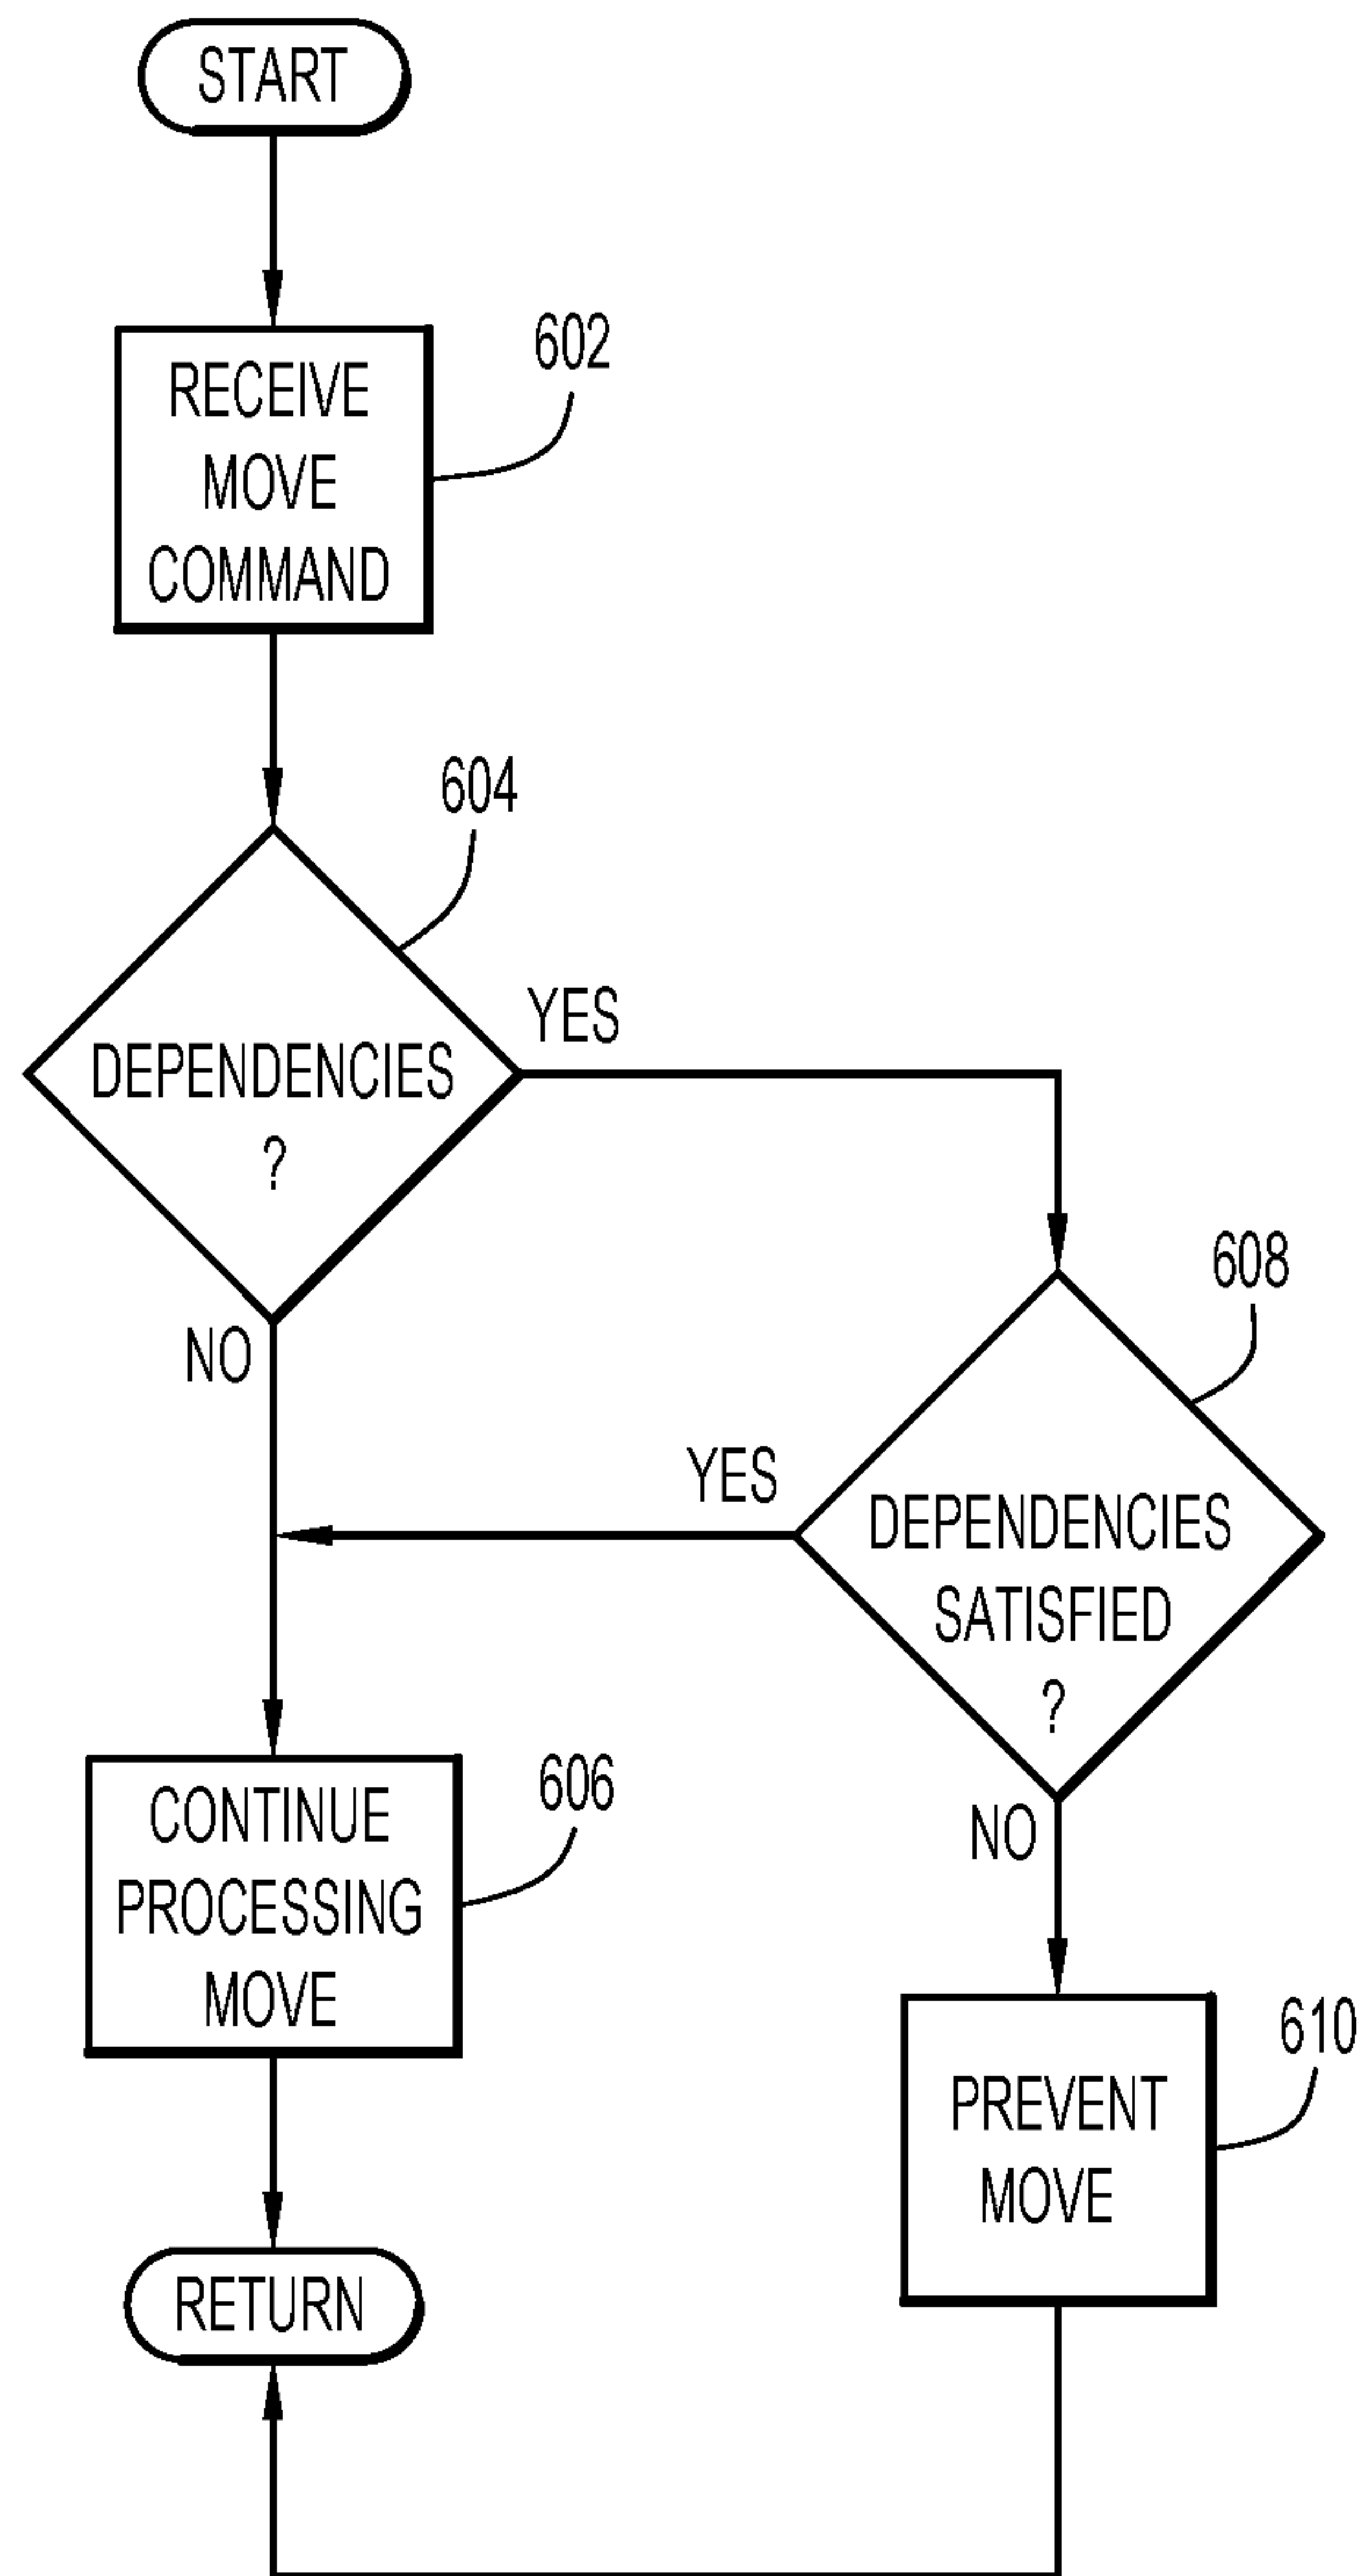 START
RECEIVE
MOVE
COMMAND
602
604
DEPENDENCIES
?
YES
NO
608
DEPENDENCIES
SATISFIED
?
YES
NO
CONTINUE
PROCESSING
MOVE
606
PREVENT
MOVE
610
RETURN